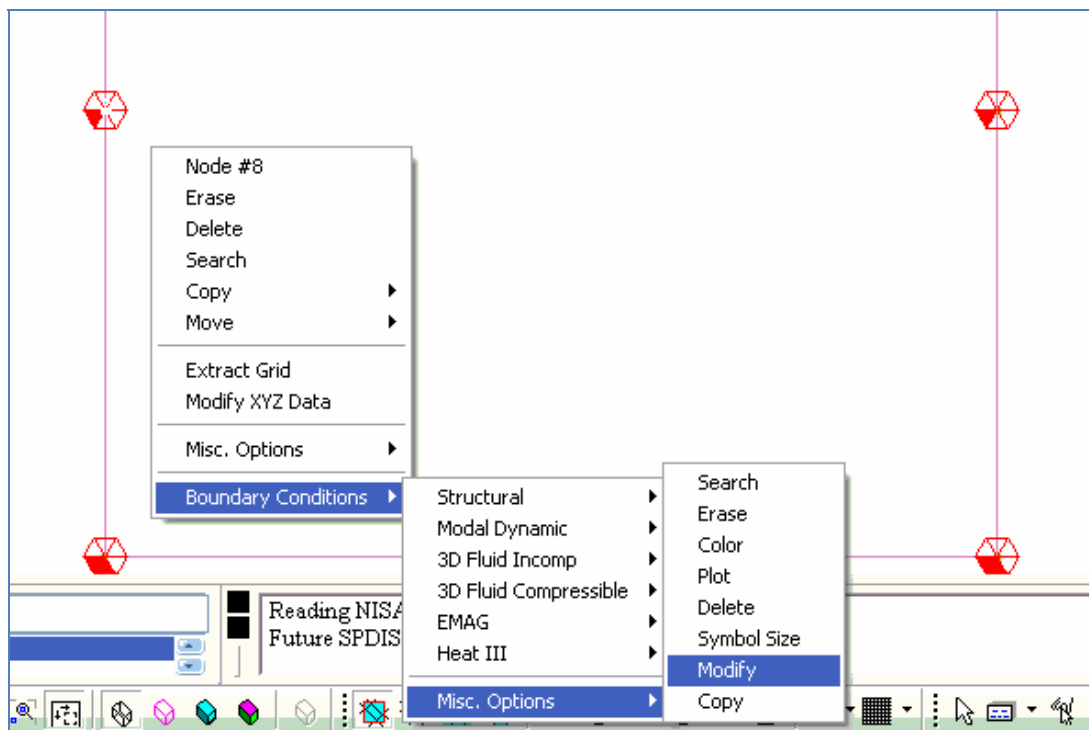 Node #8
Erase
Delete
Search
Copy
Move
Extract Grid
Modify XYZ Data
Misc. Options
Boundary Conditions
Structural
Modal Dynamic
3D Fluid Incomp
3D Fluid Compressible
EMAG
Heat III
Misc. Options
Search
Erase
Color
Plot
Delete
Symbol Size
Modify
Copy
Reading NISA
Future SPDIS